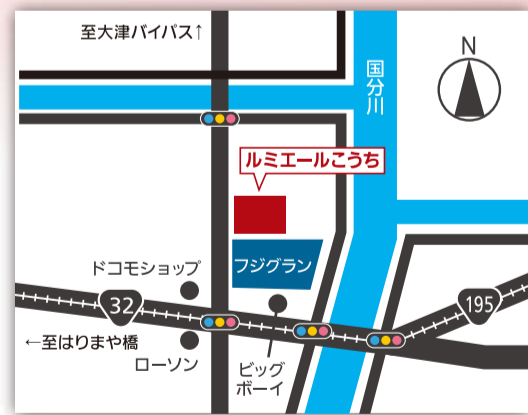 至大津バイパス↑
国分川
N
ルミエールこうち
フジグラン
ドコモショップ
32
195
←至はりまや橋
ローソン
ビッグ
ボーイ